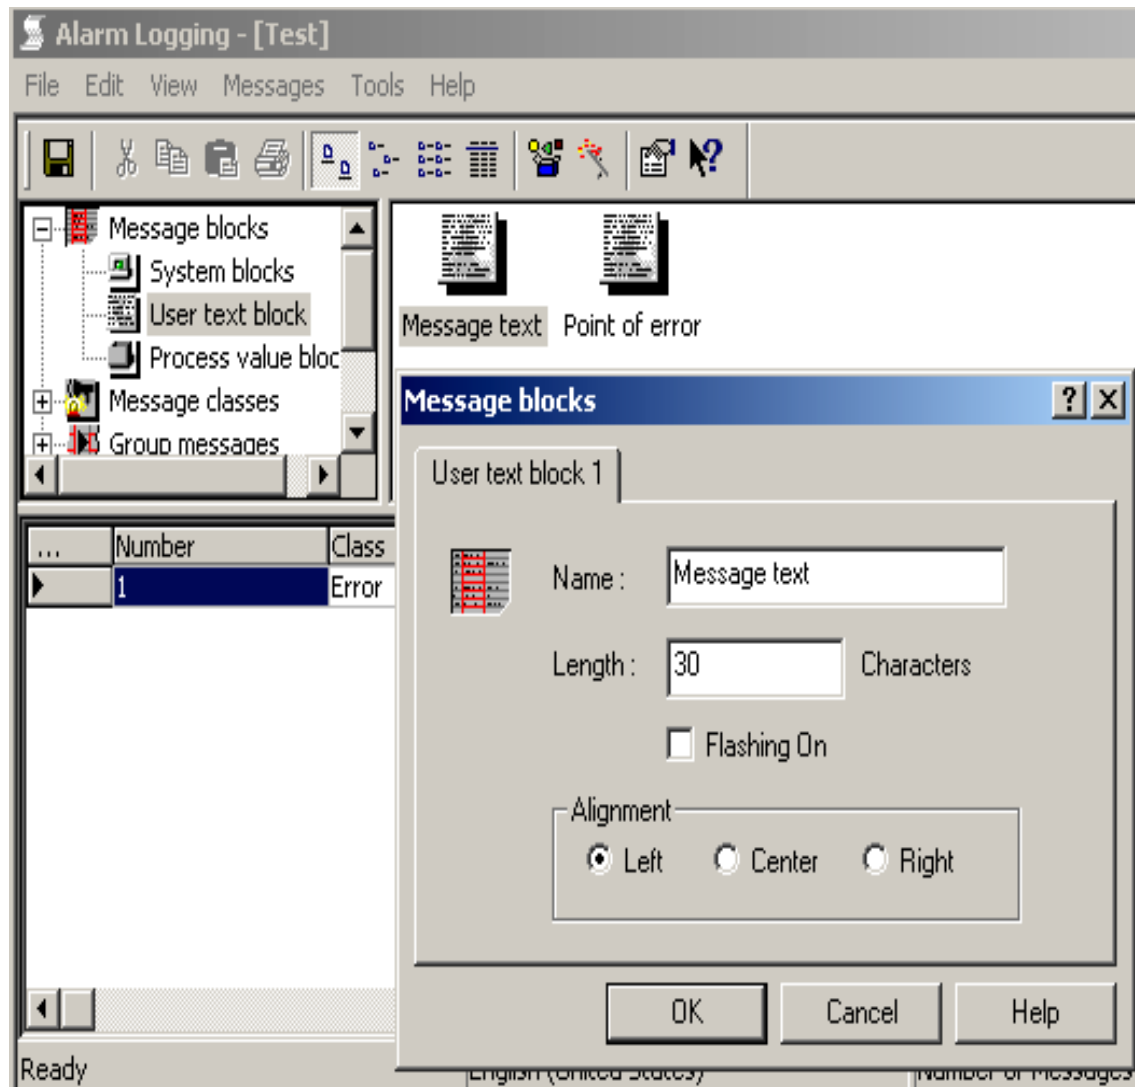 Alarm Logging - [Test]
File Edit View Messages Tools Help
Message blocks
System blocks
User text block
Process value bloc
Message classes
Group messages
Message text Point of error
Message blocks
User text block 1
Name : Message text
Length : 30 Characters
Flashing On
Alignment
Left Center Right
OK Cancel Help
... Number Class
1 Error
Ready English (United States) Number of Messages